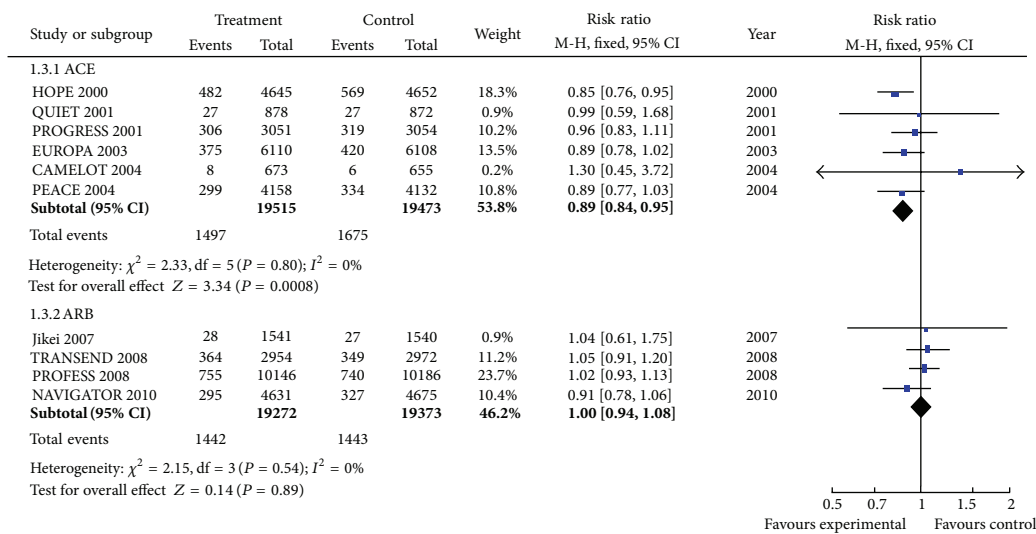 Study or subgroup Treatment Control Weight Risk ratio Year Risk ratio
Events Total Events Total M-H, fixed, 95% CI M-H, fixed, 95% CI
1.3.1 ACE
HOPE 2000 482 4645 569 4652 18.3% 0.85 [0.76, 0.95] 2000
QUIET 2001 27 878 27 872 0.9% 0.99 [0.59, 1.68] 2001
PROGRESS 2001 306 3051 319 3054 10.2% 0.96 [0.83, 1.11] 2001
EUROPA 2003 375 6110 420 6108 13.5% 0.89 [0.78, 1.02] 2003
CAMELOT 2004 8 673 6 655 0.2% 1.30 [0.45, 3.72] 2004
PEACE 2004 299 4158 334 4132 10.8% 0.89 [0.77, 1.03] 2004
Subtotal (95% CI) 19515 19473 53.8% 0.89 [0.84, 0.95]
Total events 1497 1675
Heterogeneity: χ² = 2.33, df = 5 (P = 0.80); I² = 0%
Test for overall effect Z = 3.34 (P = 0.0008)
1.3.2 ARB
Jikei 2007 28 1541 27 1540 0.9% 1.04 [0.61, 1.75] 2007
TRANSEND 2008 364 2954 349 2972 11.2% 1.05 [0.91, 1.20] 2008
PROFESS 2008 755 10146 740 10186 23.7% 1.02 [0.93, 1.13] 2008
NAVIGATOR 2010 295 4631 327 4675 10.4% 0.91 [0.78, 1.06] 2010
Subtotal (95% CI) 19272 19373 46.2% 1.00 [0.94, 1.08]
Total events 1442 1443
Heterogeneity: χ² = 2.15, df = 3 (P = 0.54); I² = 0%
Test for overall effect Z = 0.14 (P = 0.89)
0.5 0.7 1 1.5 2
Favours experimental Favours control